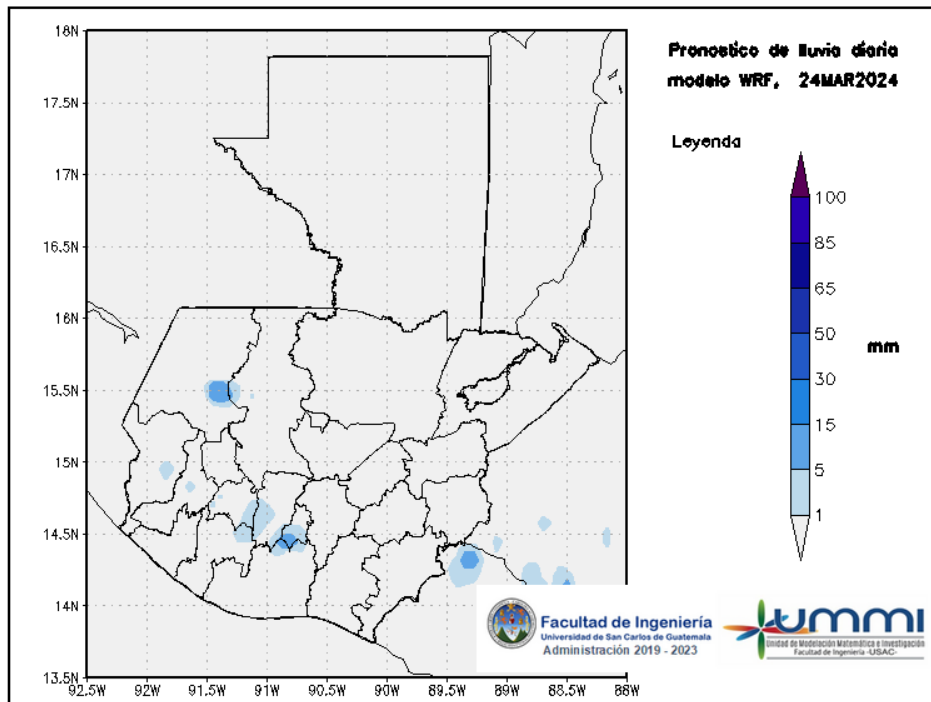 Pronostico de lluvia diaria
modelo WRF, 24MAR2024
Leyenda
100
85
65
50
30
15
5
1
mm
18N
17.5N
17N
16.5N
16N
15.5N
15N
14.5N
14N
13.5N
92.5W
92W
91.5W
91W
90.5W
90W
89.5W
89W
88.5W
88W
Facultad de Ingeniería
Universidad de San Carlos de Guatemala
Administración 2019 - 2023
UMMI
Unidad de Modelación Matemática e Investigación
Facultad de Ingeniería -USAC-